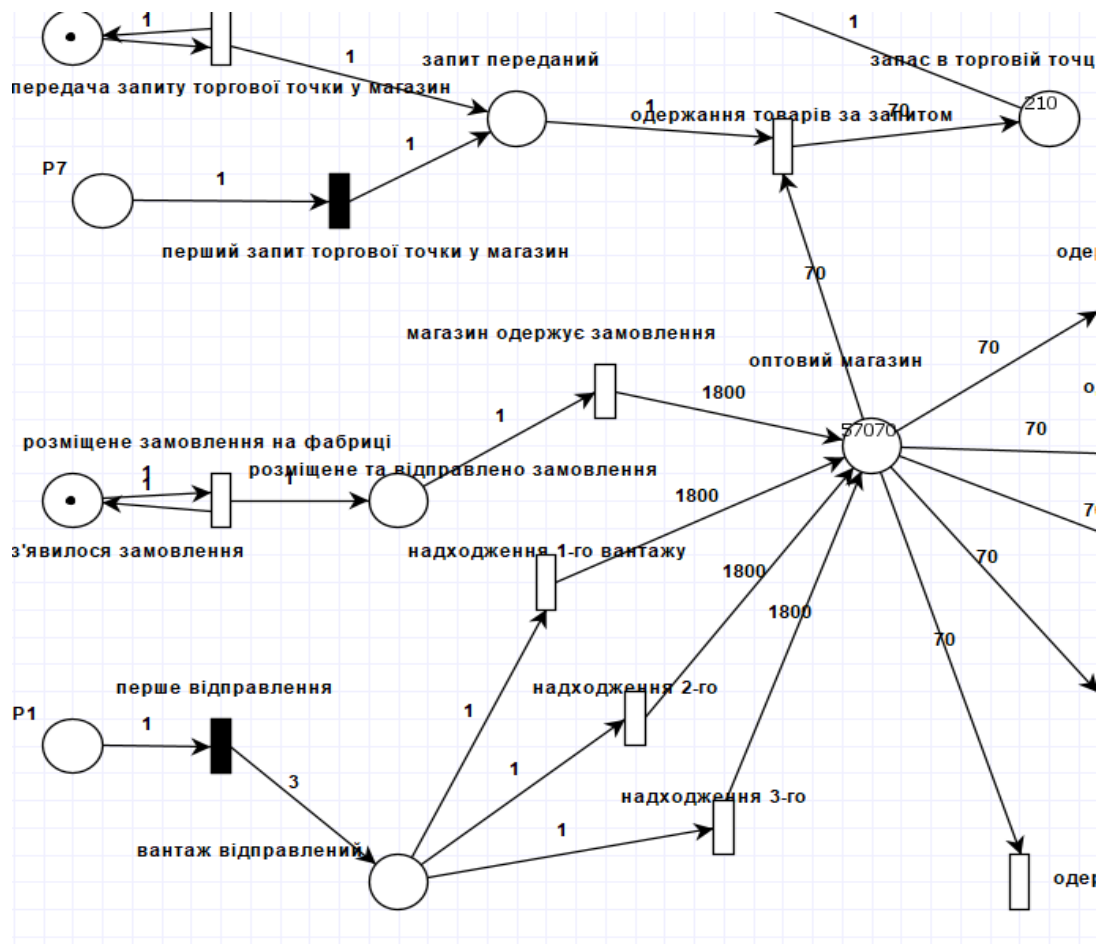 1
1
1
запит переданий
запас в торговій точц
передача запиту торгової точки у магазин
210
1
одержання товарів за запитом
70
1
P7
1
перший запит торгової точки у магазин
оде
70
магазин одержує замовлення
70
оптовий магазин
1800
о
1
57070
70
розміщене замовлення на фабриці
1
1
1
розміщене та відправлено замовлення
1800
70
з'явилося замовлення
надходження 1-го вантажу
70
1800
1800
70
перше відправлення
надходження 2-го
P1
1
1
1
3
надходження 3-го
1
вантаж відправлений
одер